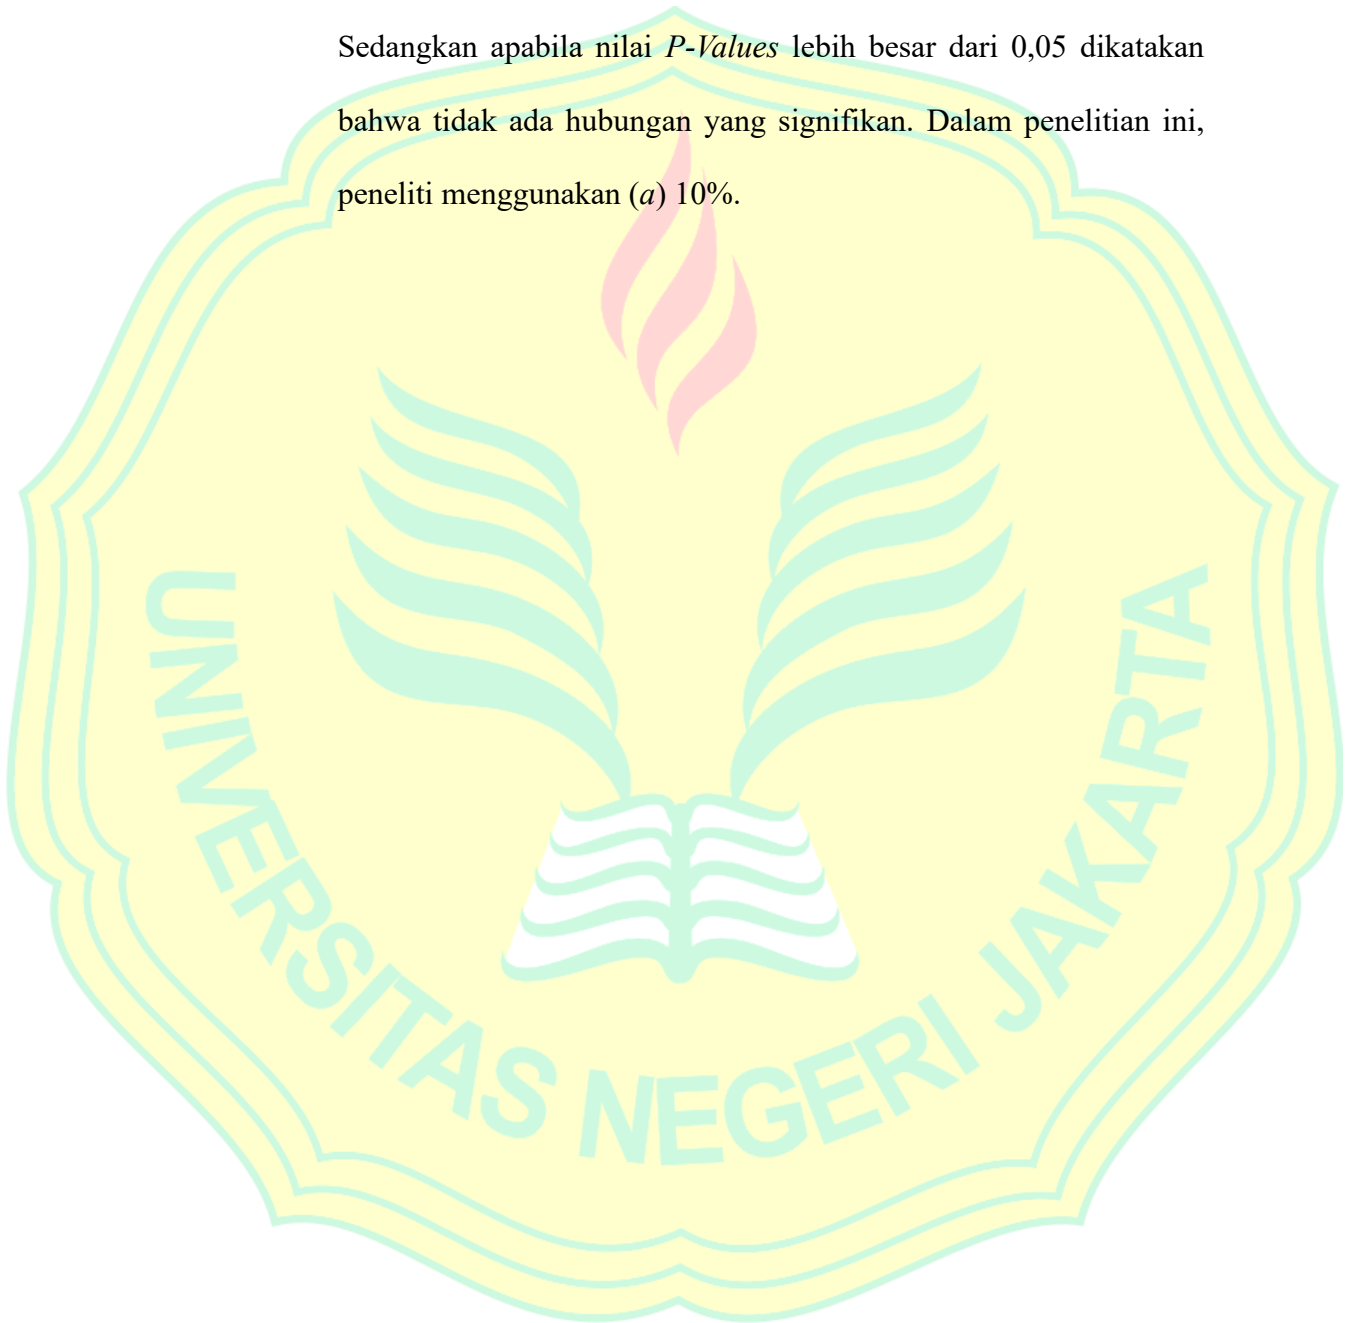 Sedangkan apabila nilai P-Values lebih besar dari 0,05 dikatakan
bahwa tidak ada hubungan yang signifikan. Dalam penelitian ini,
peneliti menggunakan (a) 10%.
UNIVERSITAS NEGERI JAKARTA